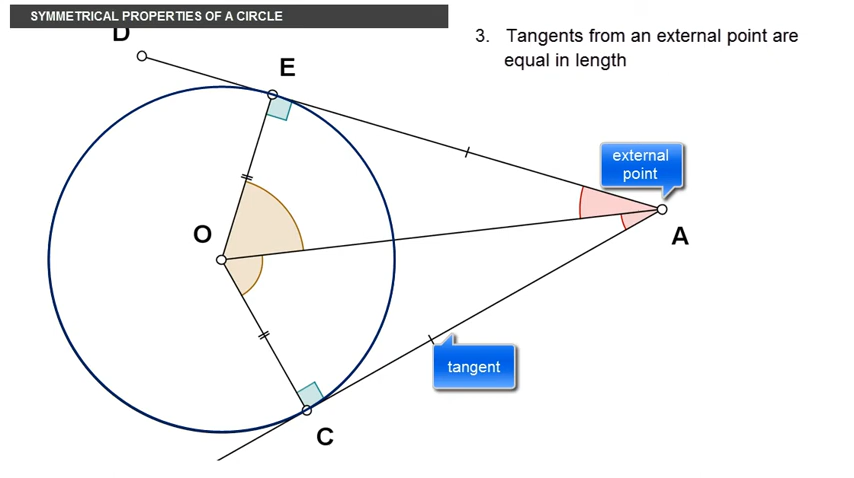 SYMMETRICAL PROPERTIES OF A CIRCLE
3. Tangents from an external point are
equal in length
D
E
external
point
O
A
tangent
C